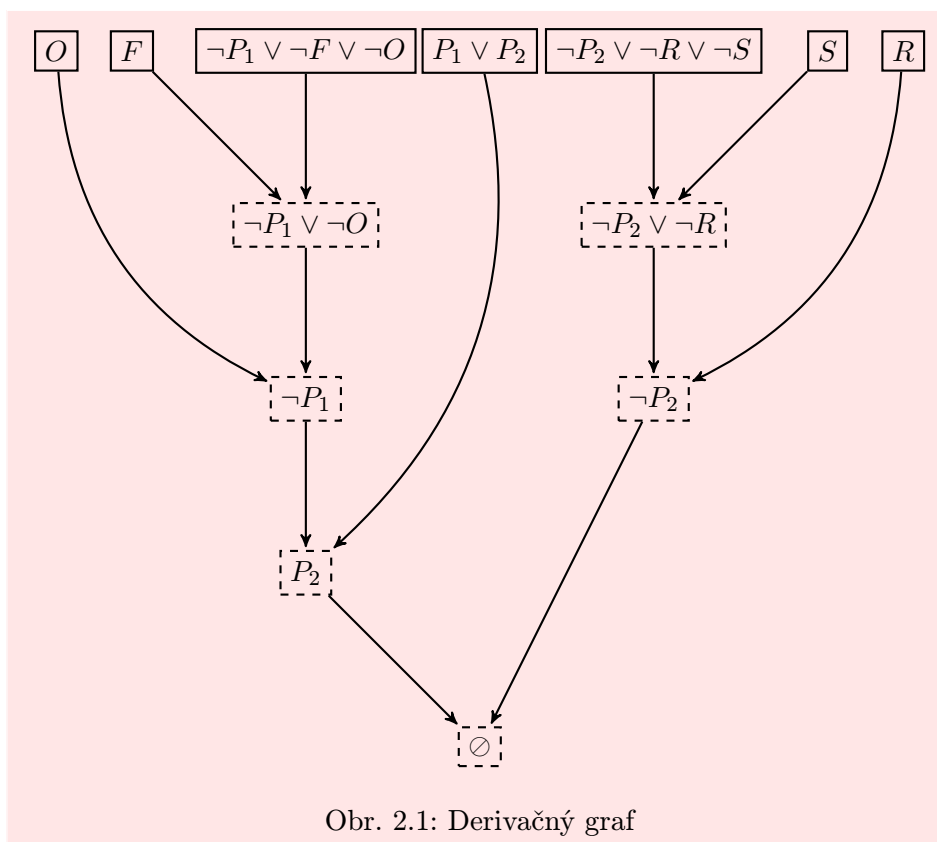 O F ¬P₁ ∨ ¬F ∨ ¬O P₁ ∨ P₂ ¬P₂ ∨ ¬R ∨ ¬S S R
¬P₁ ∨ ¬O ¬P₂ ∨ ¬R
¬P₁ ¬P₂
P₂
⊘
Obr. 2.1: Derivačný graf